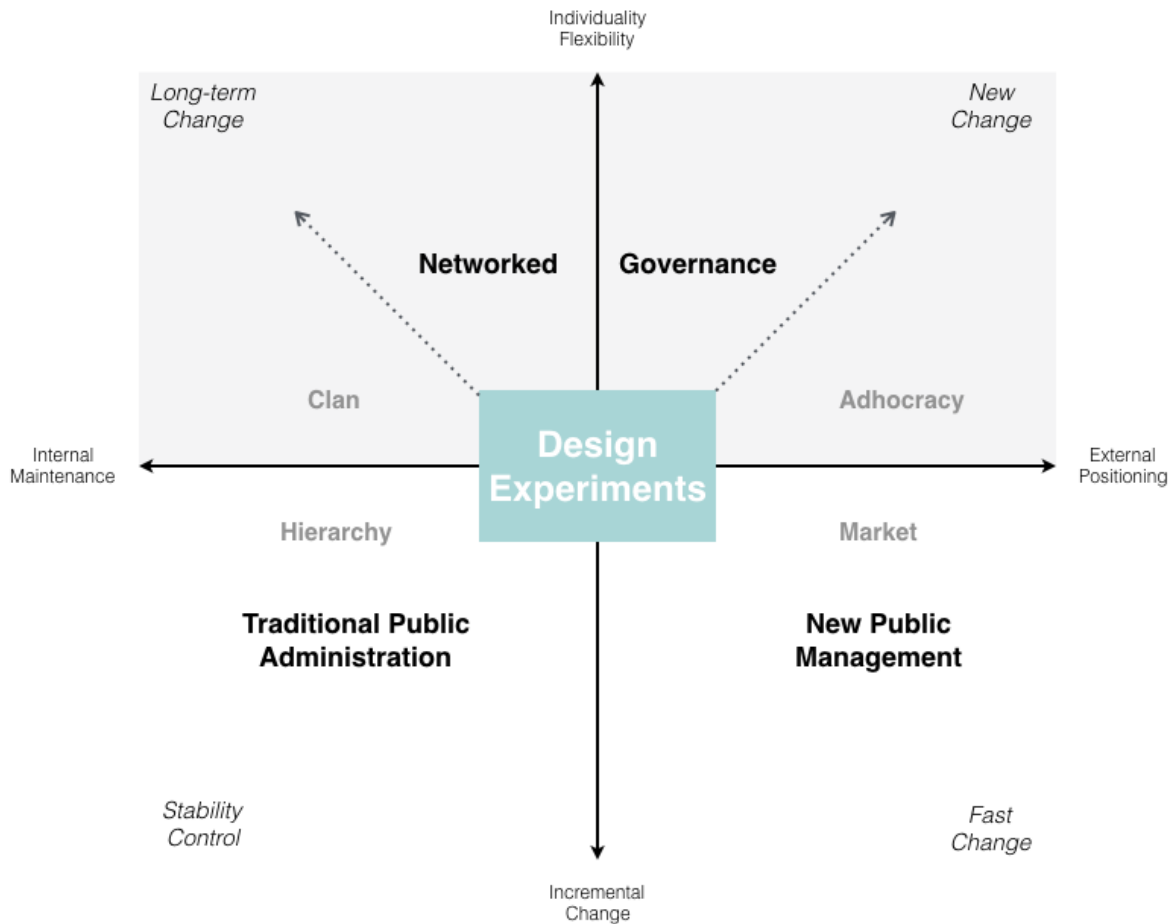 Individuality
Flexibility
Long-term
Change
New
Change
Networked
Governance
Clan
Adhocracy
Internal
Maintenance
Design
Experiments
External
Positioning
Hierarchy
Market
Traditional Public
Administration
New Public
Management
Stability
Control
Fast
Change
Incremental
Change